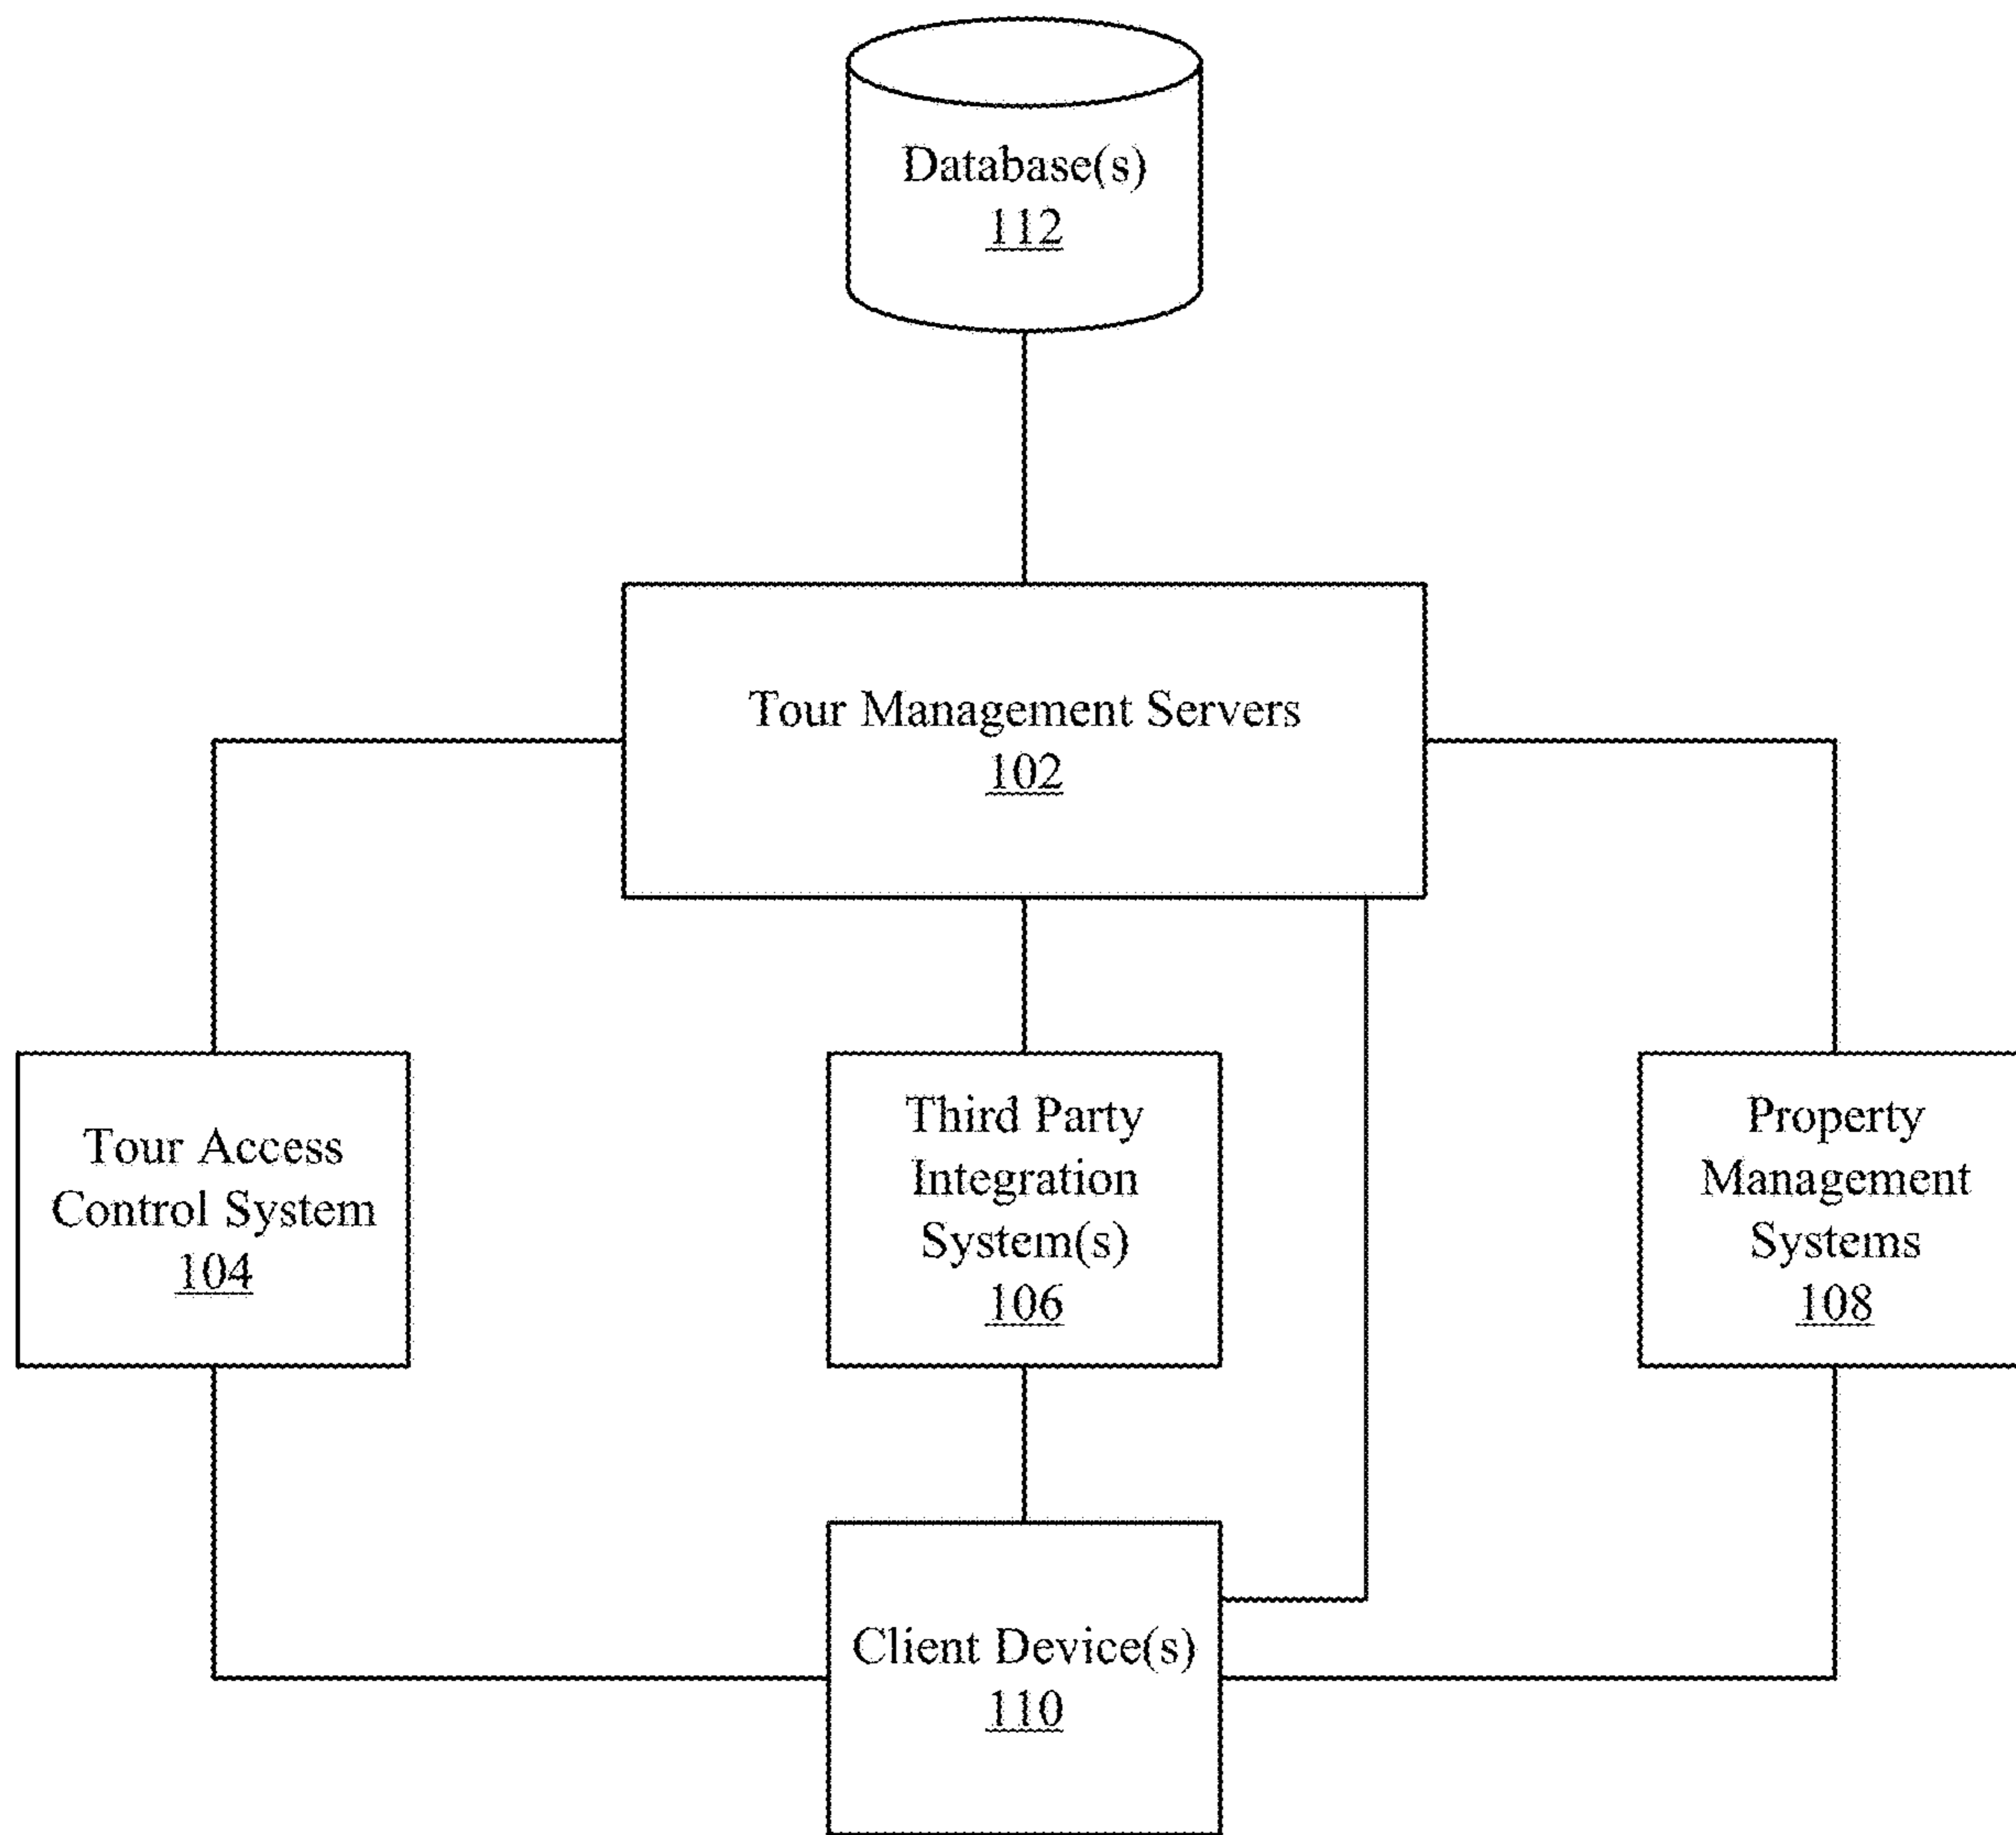 Database(s)
112
Tour Management Servers
102
Tour Access
Control System
104
Third Party
Integration
System(s)
106
Property
Management
Systems
108
Client Device(s)
110